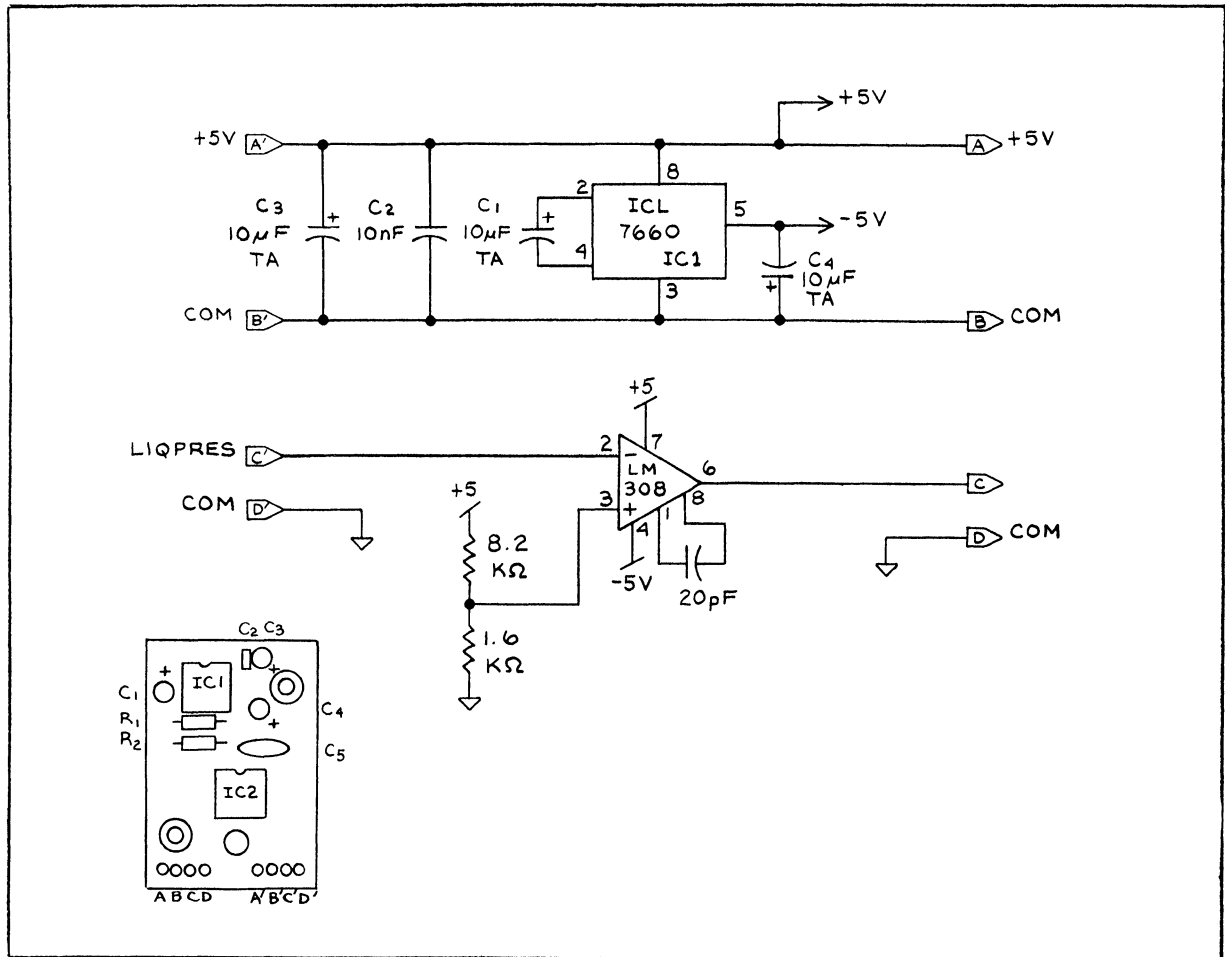 +5V
+5V A' A +5V
8
2
C3 10µF TA
+
C2 10nF
C1 10µF TA
+
4
ICL 7660 IC1
5
-5V
3
C4 10µF TA
+
COM B' B COM
+5
LIQPRES C'
2
7
-
LM 308
6
C
COM D'
+5
3
+
8
1
4
D COM
8.2 KΩ
-5V
20pF
1.6 KΩ
C2 C3
+
IC1
+
C1
C4
R1
+
R2
C5
IC2
A B C D A' B' C' D'